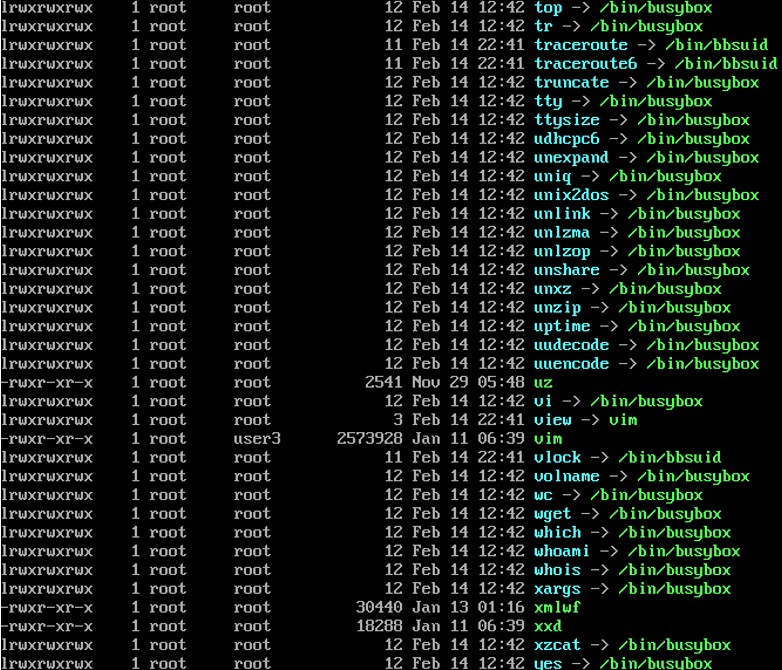 lrwxrwxrwx 1 root root 12 Feb 14 12:42 top -> /bin/busybox
lrwxrwxrwx 1 root root 12 Feb 14 12:42 tr -> /bin/busybox
lrwxrwxrwx 1 root root 11 Feb 14 22:41 traceroute -> /bin/bbsuid
lrwxrwxrwx 1 root root 11 Feb 14 22:41 traceroute6 -> /bin/bbsuid
lrwxrwxrwx 1 root root 12 Feb 14 12:42 truncate -> /bin/busybox
lrwxrwxrwx 1 root root 12 Feb 14 12:42 tty -> /bin/busybox
lrwxrwxrwx 1 root root 12 Feb 14 12:42 ttysize -> /bin/busybox
lrwxrwxrwx 1 root root 12 Feb 14 12:42 udhcpc6 -> /bin/busybox
lrwxrwxrwx 1 root root 12 Feb 14 12:42 unexpand -> /bin/busybox
lrwxrwxrwx 1 root root 12 Feb 14 12:42 uniq -> /bin/busybox
lrwxrwxrwx 1 root root 12 Feb 14 12:42 unix2dos -> /bin/busybox
lrwxrwxrwx 1 root root 12 Feb 14 12:42 unlink -> /bin/busybox
lrwxrwxrwx 1 root root 12 Feb 14 12:42 unlzma -> /bin/busybox
lrwxrwxrwx 1 root root 12 Feb 14 12:42 unlzop -> /bin/busybox
lrwxrwxrwx 1 root root 12 Feb 14 12:42 unshare -> /bin/busybox
lrwxrwxrwx 1 root root 12 Feb 14 12:42 unxz -> /bin/busybox
lrwxrwxrwx 1 root root 12 Feb 14 12:42 unzip -> /bin/busybox
lrwxrwxrwx 1 root root 12 Feb 14 12:42 uptime -> /bin/busybox
lrwxrwxrwx 1 root root 12 Feb 14 12:42 uudecode -> /bin/busybox
lrwxrwxrwx 1 root root 12 Feb 14 12:42 uuencode -> /bin/busybox
-rwxr-xr-x 1 root root 2541 Nov 29 05:48 uz
lrwxrwxrwx 1 root root 12 Feb 14 12:42 vi -> /bin/busybox
lrwxrwxrwx 1 root root 3 Feb 14 22:41 view -> vim
-rwxr-xr-x 1 root user3 2573928 Jan 11 06:39 vim
lrwxrwxrwx 1 root root 11 Feb 14 22:41 vlock -> /bin/bbsuid
lrwxrwxrwx 1 root root 12 Feb 14 12:42 volname -> /bin/busybox
lrwxrwxrwx 1 root root 12 Feb 14 12:42 wc -> /bin/busybox
lrwxrwxrwx 1 root root 12 Feb 14 12:42 wget -> /bin/busybox
lrwxrwxrwx 1 root root 12 Feb 14 12:42 which -> /bin/busybox
lrwxrwxrwx 1 root root 12 Feb 14 12:42 whoami -> /bin/busybox
lrwxrwxrwx 1 root root 12 Feb 14 12:42 whois -> /bin/busybox
lrwxrwxrwx 1 root root 12 Feb 14 12:42 xargs -> /bin/busybox
-rwxr-xr-x 1 root root 30440 Jan 13 01:16 xmlwf
-rwxr-xr-x 1 root root 18288 Jan 11 06:39 xxd
lrwxrwxrwx 1 root root 12 Feb 14 12:42 xzcat -> /bin/busybox
lrwxrwxrwx 1 root root 12 Feb 14 12:42 yes -> /bin/busybox